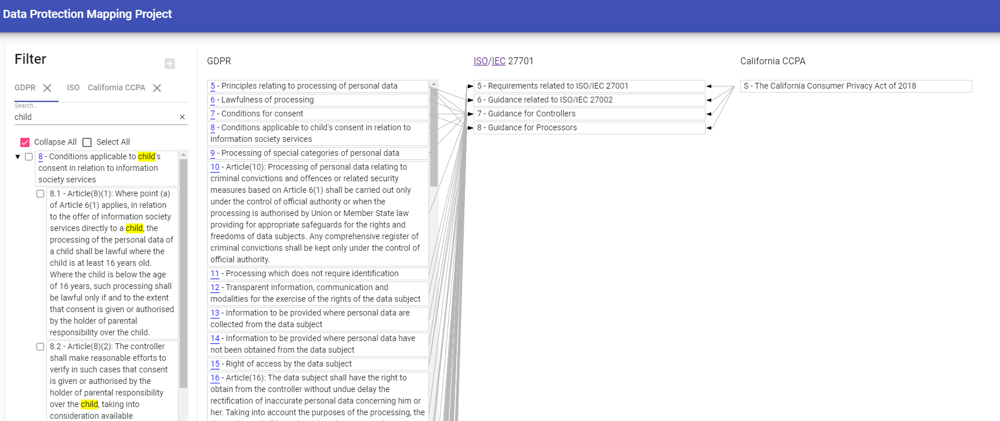 Data Protection Mapping Project
Filter
GDPR
ISO
California CCPA
Search...
child
Collapse All
Select All
8 - Conditions applicable to child's
consent in relation to information
society services
8.1 - Article(8)(1): Where point (a)
of Article 6(1) applies, in relation
to the offer of information society
services directly to a child, the
processing of the personal data of
a child shall be lawful where the
child is at least 16 years old.
Where the child is below the age
of 16 years, such processing shall
be lawful only if and to the extent
that consent is given or authorised
by the holder of parental
responsibility over the child.
8.2 - Article(8)(2): The controller
shall make reasonable efforts to
verify in such cases that consent
is given or authorised by the
holder of parental responsibility
over the child, taking into
consideration available
GDPR
5 - Principles relating to processing of personal data
6 - Lawfulness of processing
7 - Conditions for consent
8 - Conditions applicable to child's consent in relation to
information society services
9 - Processing of special categories of personal data
10 - Article(10): Processing of personal data relating to
criminal convictions and offences or related security
measures based on Article 6(1) shall be carried out only
under the control of official authority or when the
processing is authorised by Union or Member State law
providing for appropriate safeguards for the rights and
freedoms of data subjects. Any comprehensive register of
criminal convictions shall be kept only under the control of
official authority.
11 - Processing which does not require identification
12 - Transparent information, communication and
modalities for the exercise of the rights of the data subject
13 - Information to be provided where personal data are
collected from the data subject
14 - Information to be provided where personal data have
not been obtained from the data subject
15 - Right of access by the data subject
16 - Article(16): The data subject shall have the right to
obtain from the controller without undue delay the
rectification of inaccurate personal data concerning him or
her. Taking into account the purposes of the processing, the
ISO/IEC 27701
5 - Requirements related to ISO/IEC 27001
6 - Guidance related to ISO/IEC 27002
7 - Guidance for Controllers
8 - Guidance for Processors
California CCPA
S - The California Consumer Privacy Act of 2018